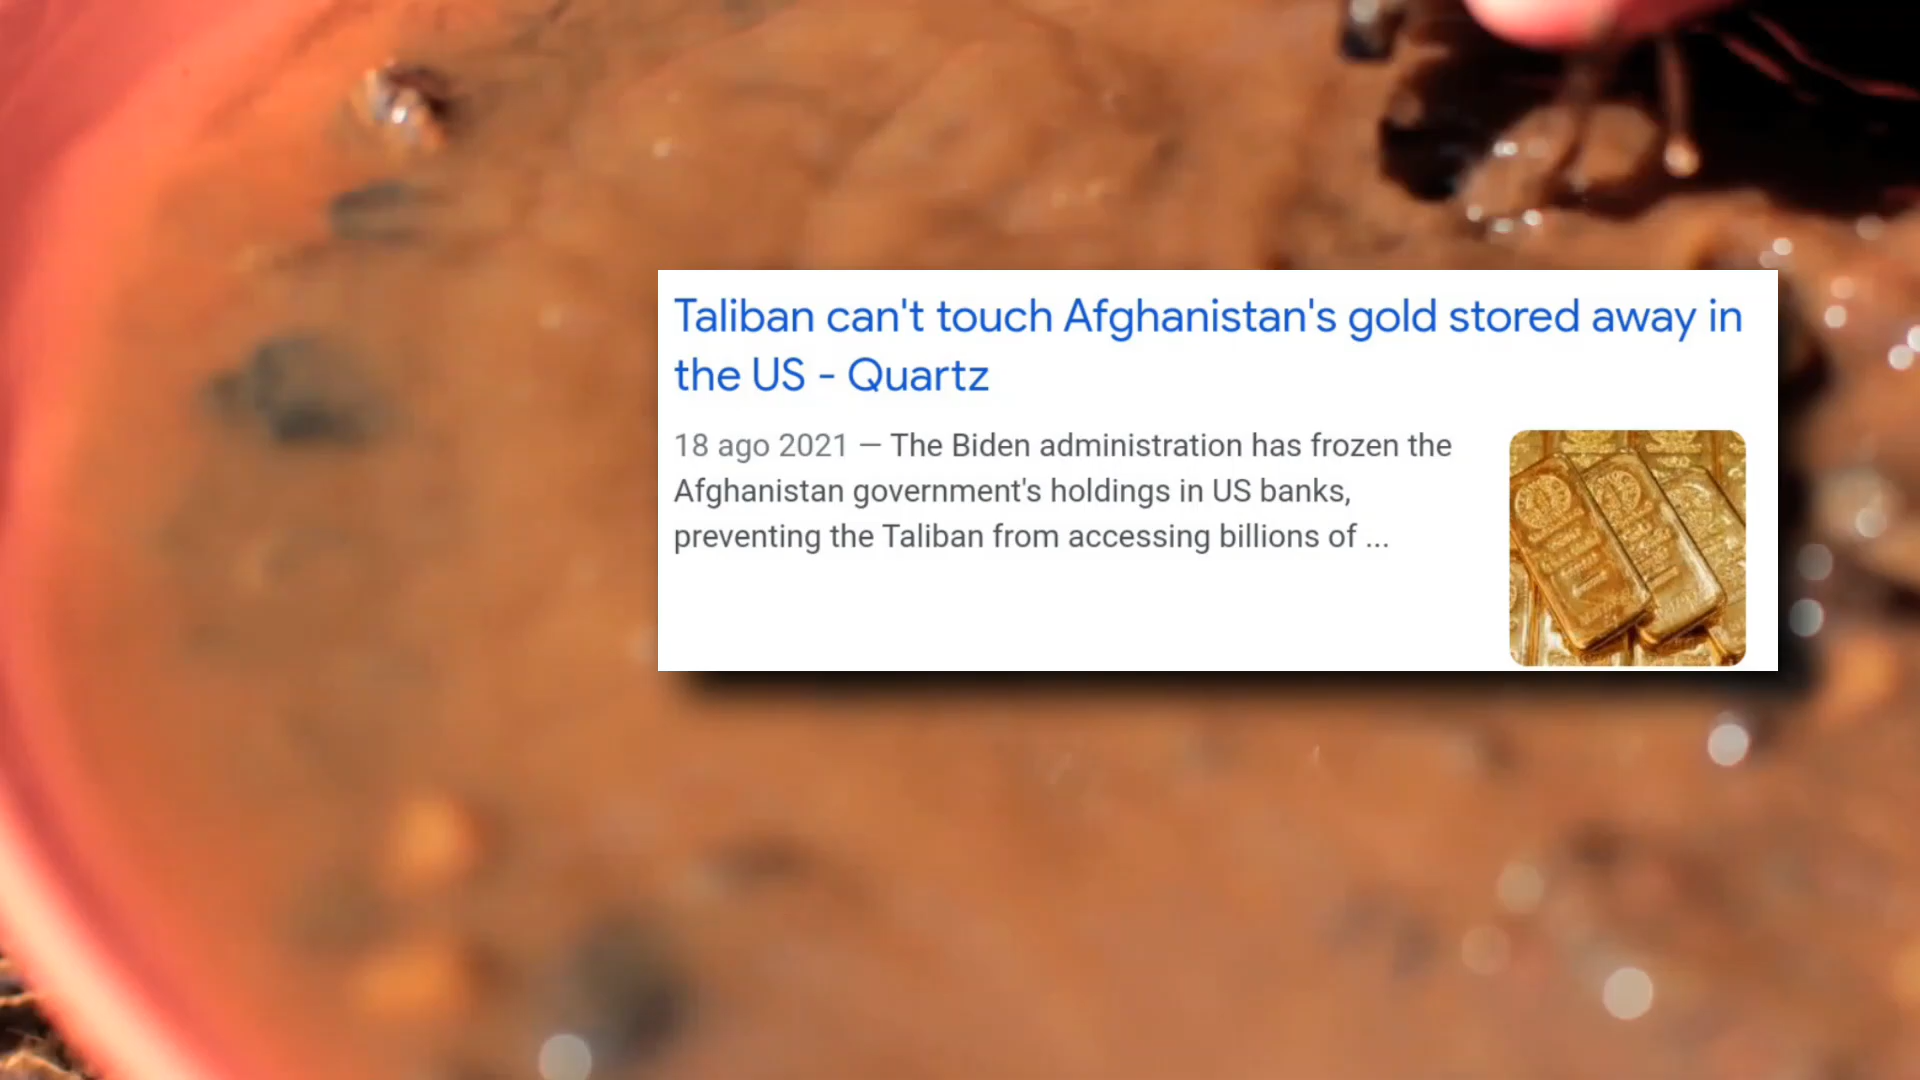 Taliban can't touch Afghanistan's gold stored away in
the US - Quartz
18 ago 2021 — The Biden administration has frozen the
Afghanistan government's holdings in US banks,
preventing the Taliban from accessing billions of ...